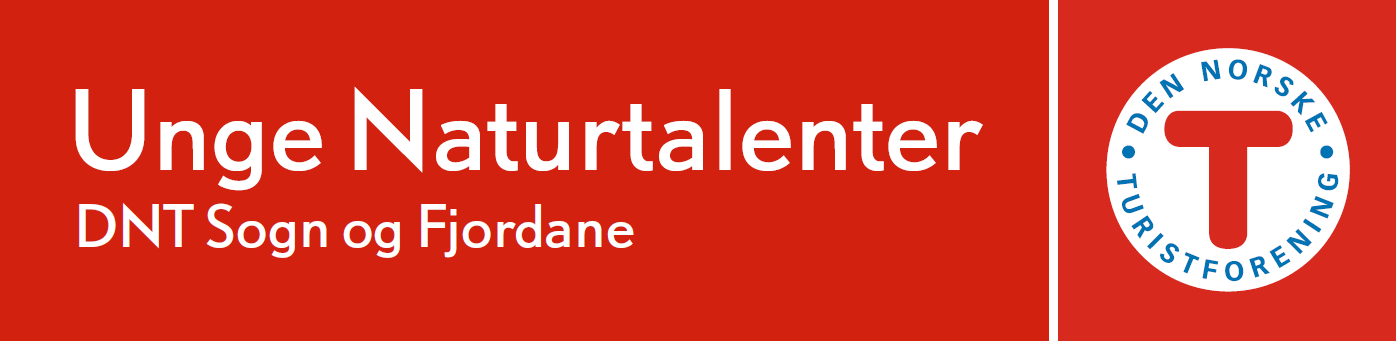 Unge Naturtalenter
DNT Sogn og Fjordane
DEN NORSKE
T
• TURISTFORENING •